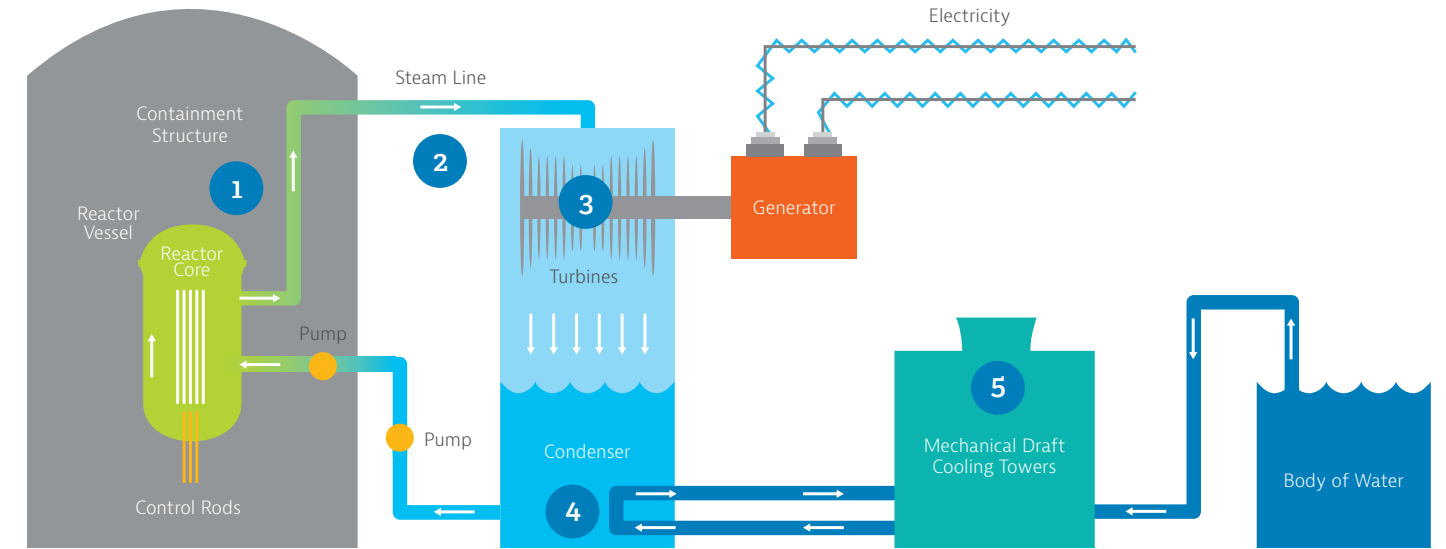 Electricity
Steam Line
Containment
Structure
1
2
Reactor
Vessel
Reactor
Core
3
Generator
Turbines
Pump
5
Pump
Condenser
Mechanical Draft
Cooling Towers
Body of Water
4
Control Rods